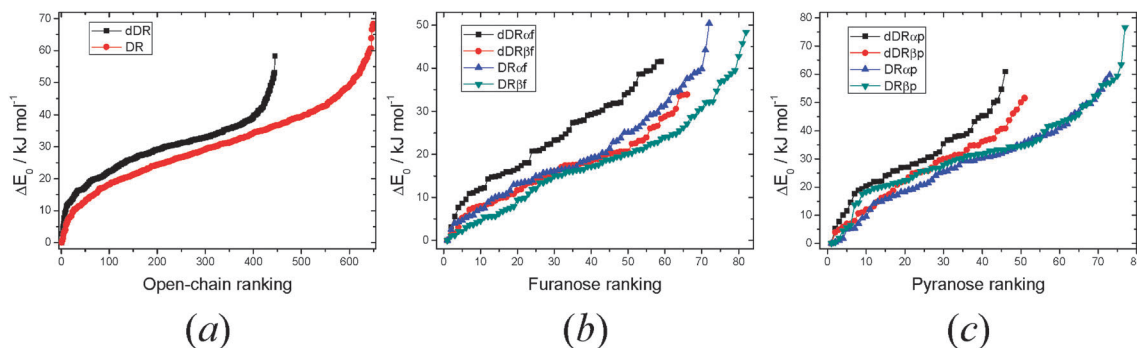 70
60
50
40
30
20
10
0
ΔE₀ / kJ mol⁻¹
dDR
DR
0 100 200 300 400 500 600
Open-chain ranking
(a)
50
40
30
20
10
0
ΔE₀ / kJ mol⁻¹
dDRαf
dDRβf
DRαf
DRβf
0 10 20 30 40 50 60 70 80
Furanose ranking
(b)
80
70
60
50
40
30
20
10
0
ΔE₀ / kJ mol⁻¹
dDRαp
dDRβp
DRαp
DRβp
0 10 20 30 40 50 60 70 80
Pyranose ranking
(c)